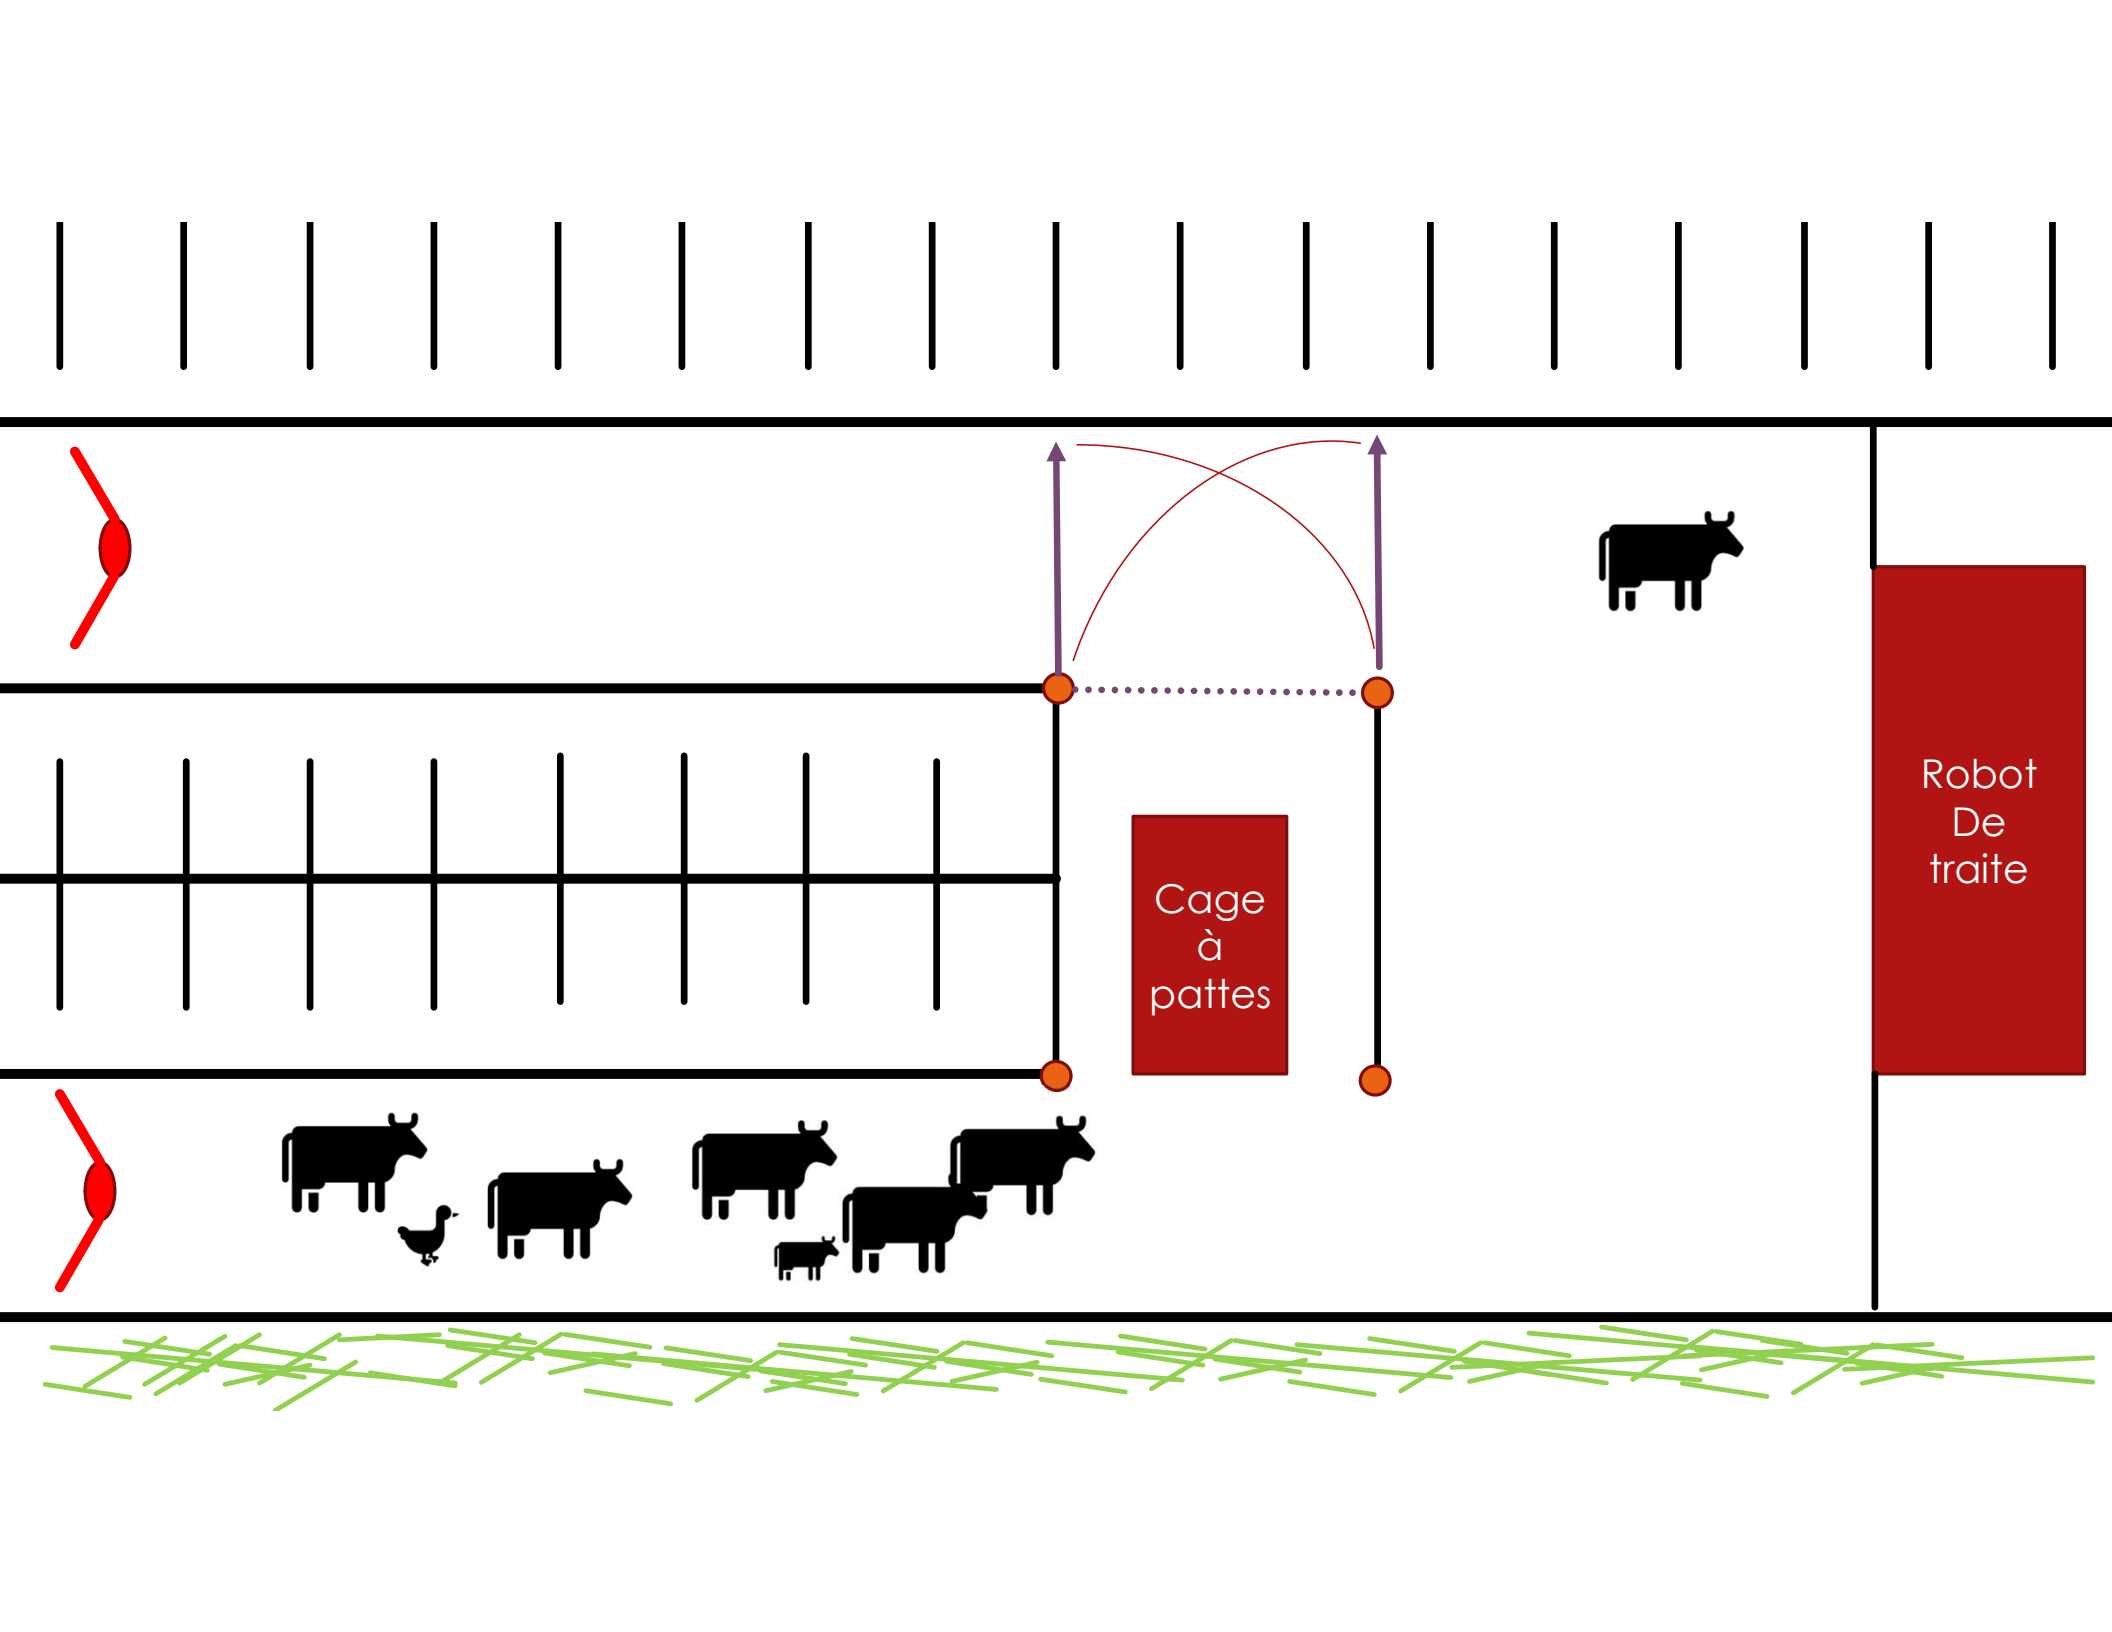 Robot
De
traite
Cage
à
pattes